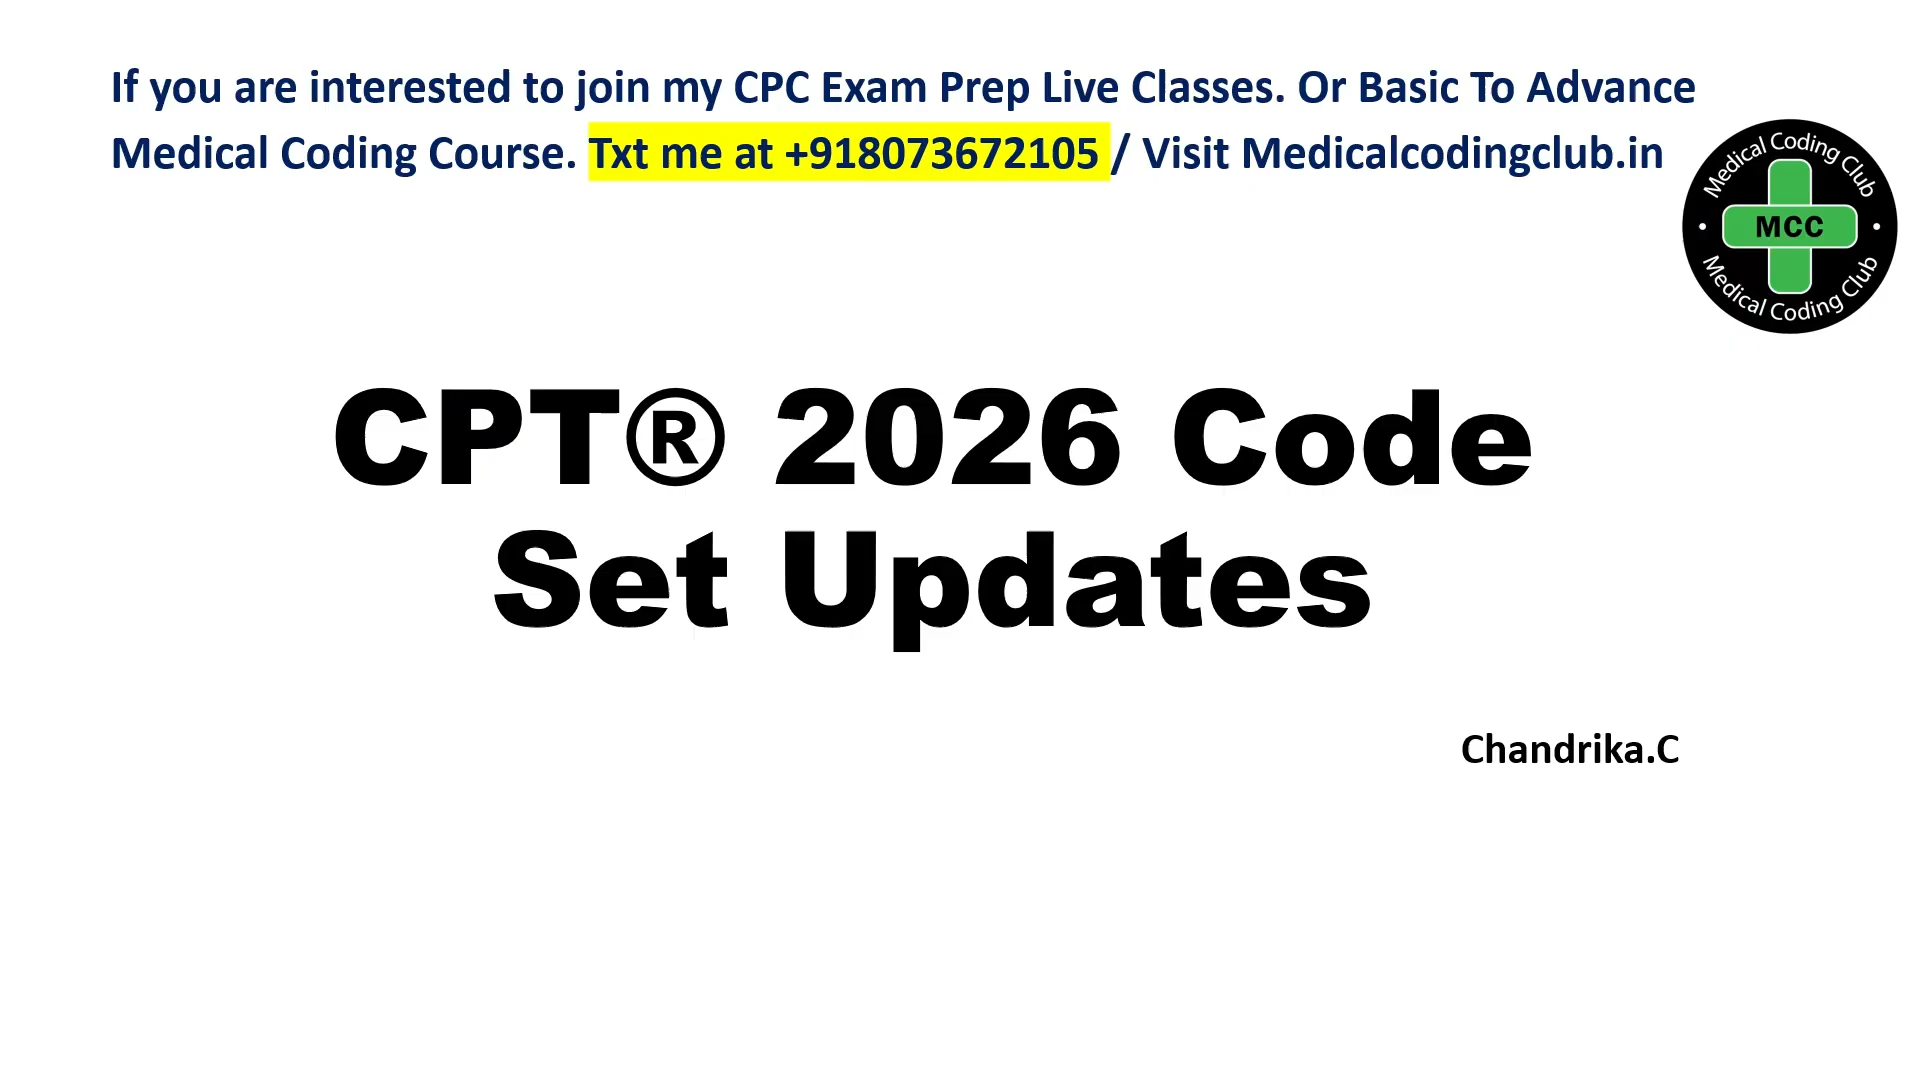 If you are interested to join my CPC Exam Prep Live Classes. Or Basic To Advance
Medical Coding Course. Txt me at +918073672105 / Visit Medicalcodingclub.in
Medical Coding Club
MCC
Medical Coding Club
CPT® 2026 Code
Set Updates
Chandrika.C